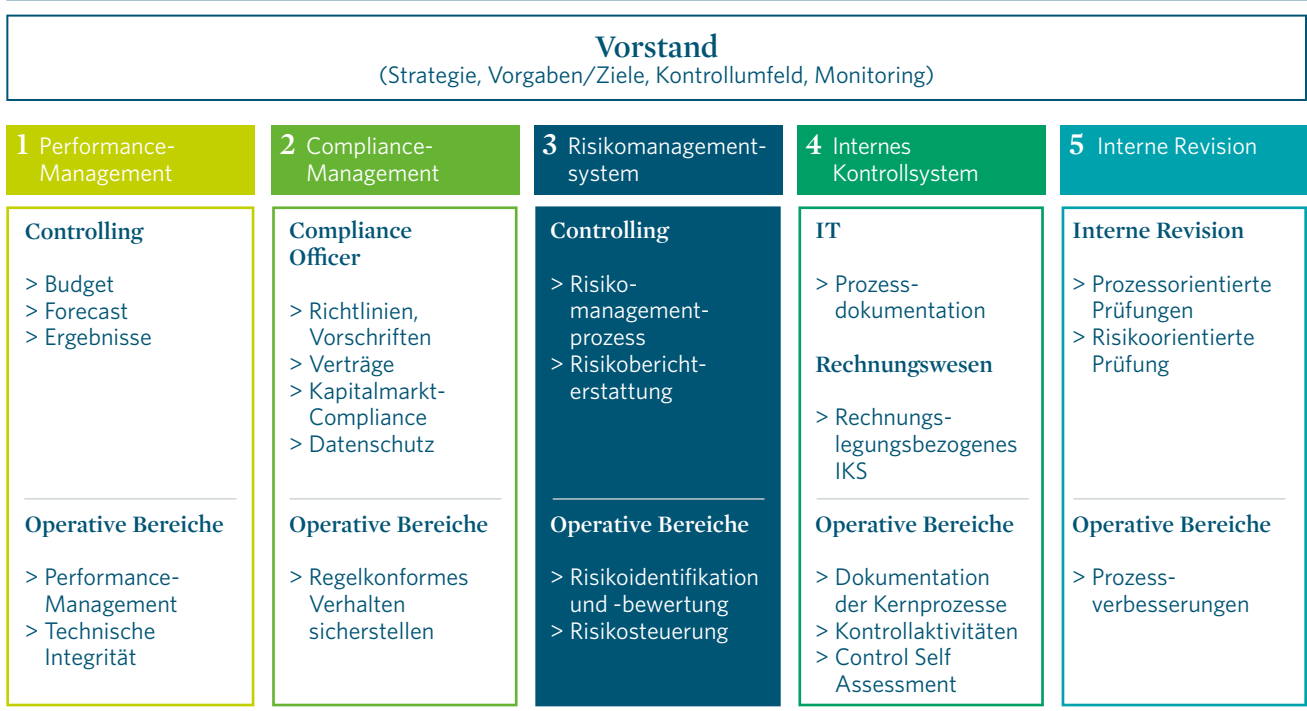 Vorstand
(Strategie, Vorgaben/Ziele, Kontrollumfeld, Monitoring)
1 Performance-
Management
Controlling
> Budget
> Forecast
> Ergebnisse
Operative Bereiche
> Performance-
Management
> Technische
Integrität
2 Compliance-
Management
Compliance
Officer
> Richtlinien,
Vorschriften
> Verträge
> Kapitalmarkt-
Compliance
> Datenschutz
Operative Bereiche
> Regelkonformes
Verhalten
sicherstellen
3 Risikomanagement-
system
Controlling
> Risiko-
management-
prozess
> Risikobericht-
erstattung
Operative Bereiche
> Risikoidentifikation
und -bewertung
> Risikosteuerung
4 Internes
Kontrollsystem
IT
> Prozess-
dokumentation
Rechnungswesen
> Rechnungs-
legungsbezogenes
IKS
Operative Bereiche
> Dokumentation
der Kernprozesse
> Kontrollaktivitäten
> Control Self
Assessment
5 Interne Revision
Interne Revision
> Prozessorientierte
Prüfungen
> Risikoorientierte
Prüfung
Operative Bereiche
> Prozess-
verbesserungen